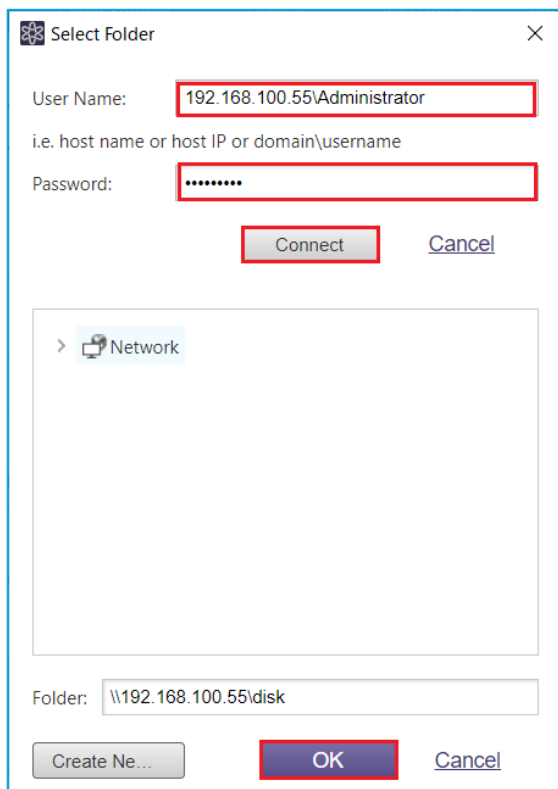 Select Folder
User Name: 192.168.100.55\Administrator
i.e. host name or host IP or domain\username
Password: •••••••••
Connect Cancel
Network
Folder: \\192.168.100.55\disk
Create Ne... OK Cancel